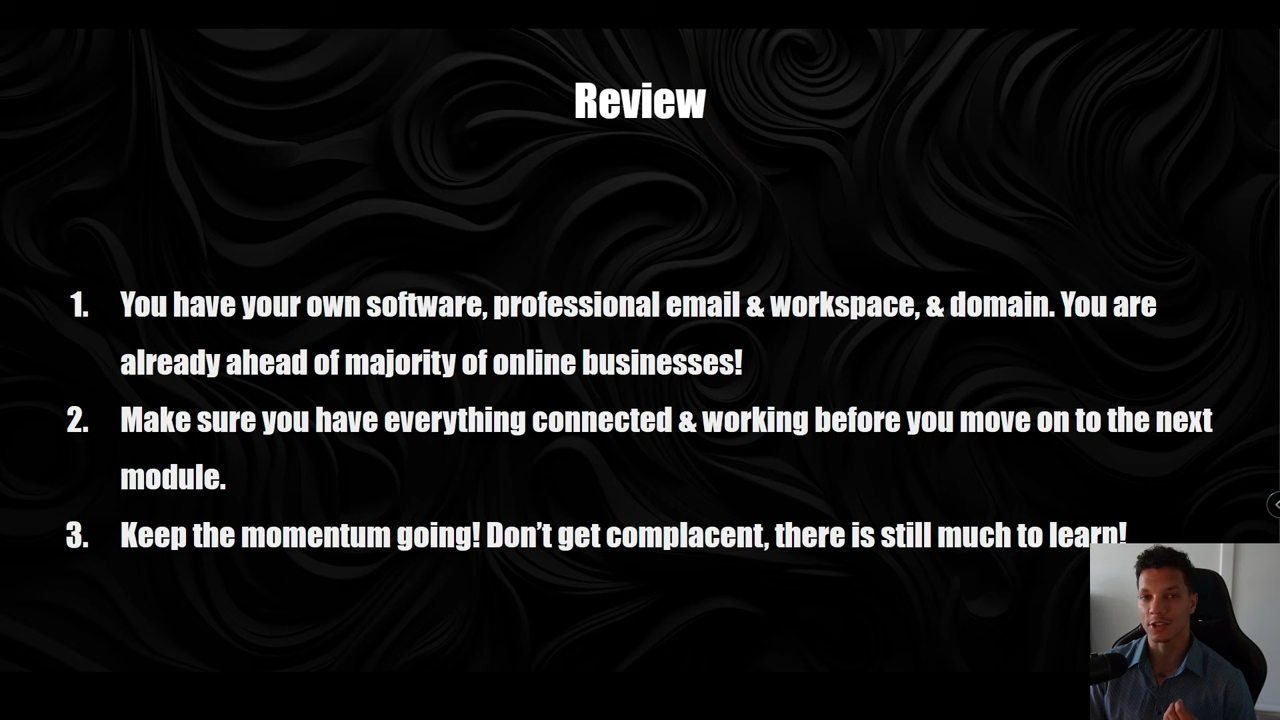 Review
1. You have your own software, professional email & workspace, & domain. You are
already ahead of majority of online businesses!
2. Make sure you have everything connected & working before you move on to the next
module.
3. Keep the momentum going! Don’t get complacent, there is still much to learn!